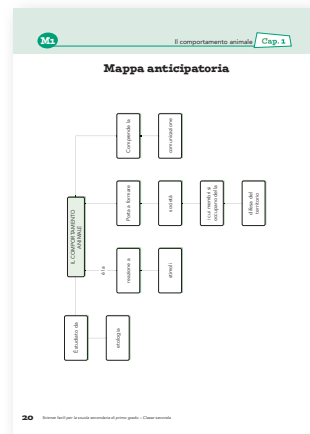 M1
Il comportamento animale
Cap. 1
Mappa anticipatoria
IL COMPORTAMENTO
ANIMALE
Comprende la
comunicazione
Porta a formare
società
i cui membri si
occupano della
difesa del
territorio
è la
reazione a
stimoli
È studiato da
etologia
20
Scienze facili per la scuola secondaria di primo grado – Classe seconda